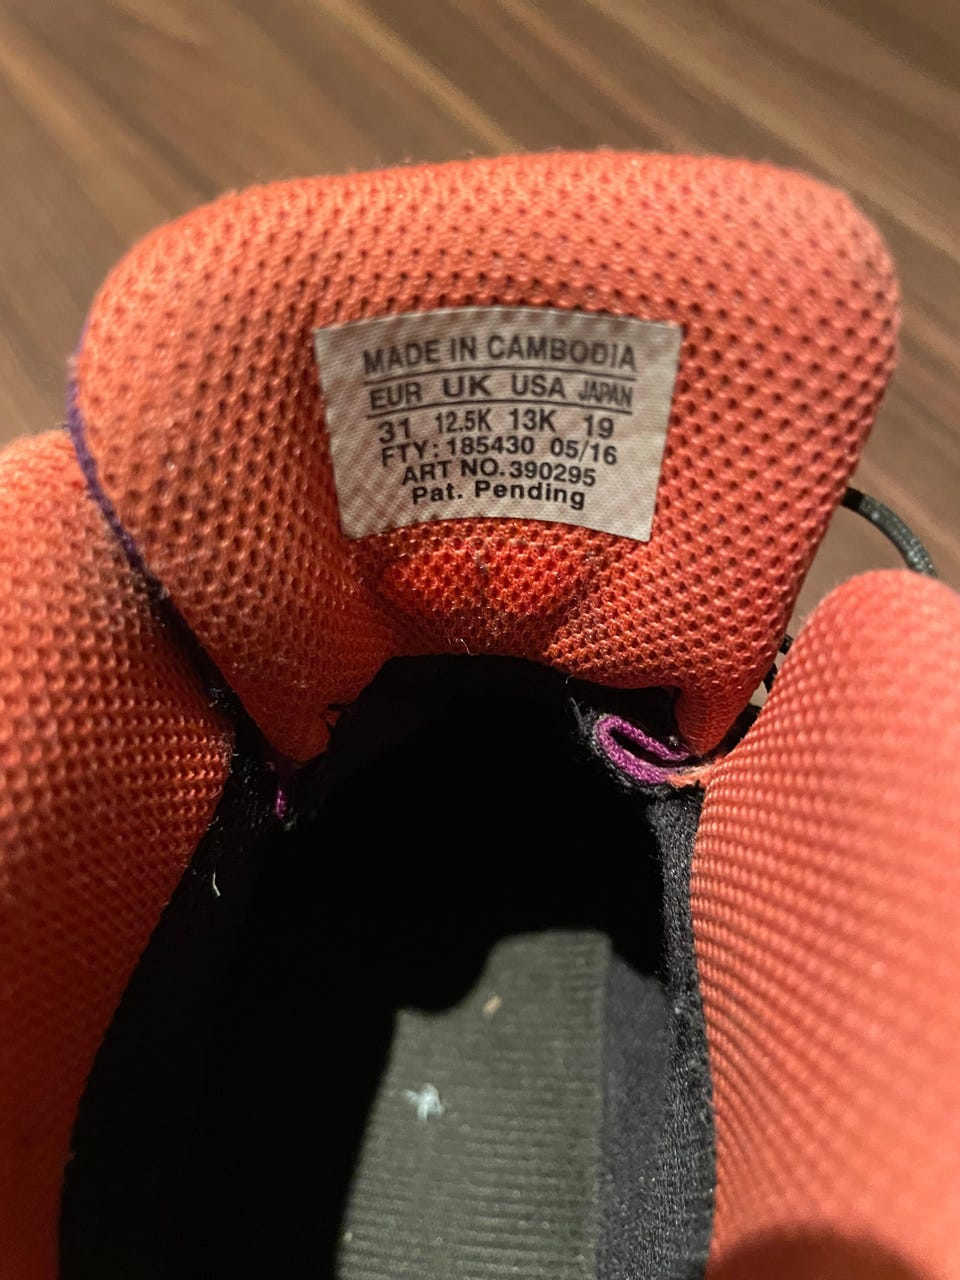 MADE IN CAMBODIA
EUR UK USA JAPAN
31 12.5K 13K 19
FTY: 185430 05/16
ART NO. 390295
Pat. Pending